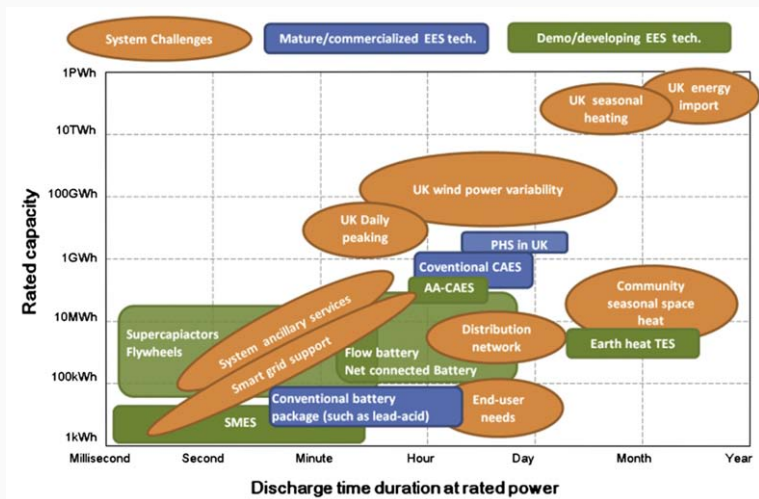 System Challenges
Mature/commercialized EES tech.
Demo/developing EES tech.
1PWh
10TWh
100GWh
1GWh
10MWh
100kWh
1kWh
Rated capacity
UK energy
import
UK seasonal
heating
UK wind power variability
UK Daily
peaking
PHS in UK
Coventional CAES
AA-CAES
Community
seasonal space
heat
Supercapiactors
Flywheels
System ancillary services
Smart grid support
Distribution
network
Earth heat TES
Flow battery
Net connected Battery
Conventional battery
package (such as lead-acid)
End-user
needs
SMES
Millisecond
Second
Minute
Hour
Day
Month
Year
Discharge time duration at rated power